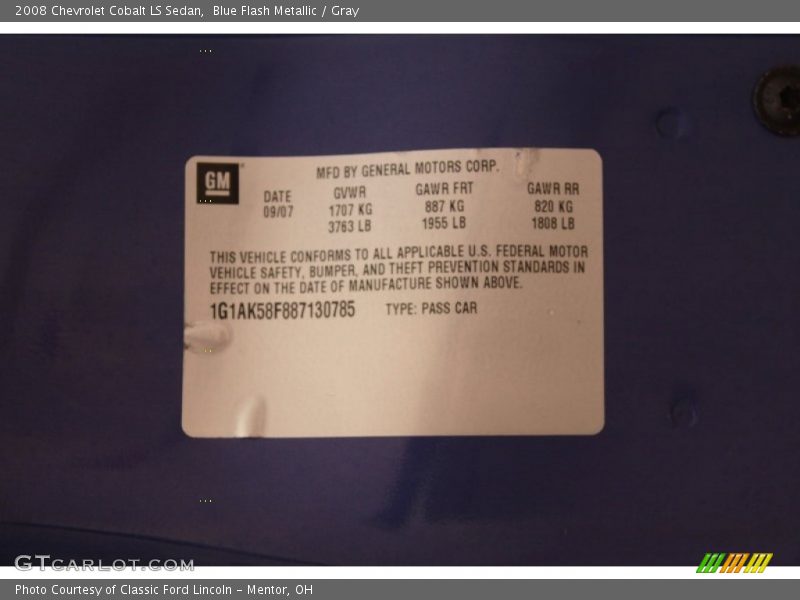 2008 Chevrolet Cobalt LS Sedan,  Blue Flash Metallic / Gray
GM
MFD BY GENERAL MOTORS CORP.
DATE GVWR GAWR FRT GAWR RR
09/07 1707 KG 887 KG 820 KG
3763 LB 1955 LB 1808 LB
THIS VEHICLE CONFORMS TO ALL APPLICABLE U.S. FEDERAL MOTOR
VEHICLE SAFETY, BUMPER, AND THEFT PREVENTION STANDARDS IN
EFFECT ON THE DATE OF MANUFACTURE SHOWN ABOVE.
1G1AK58F887130785 TYPE: PASS CAR
GTCARLOT.COM
Photo Courtesy of Classic Ford Lincoln - Mentor, OH